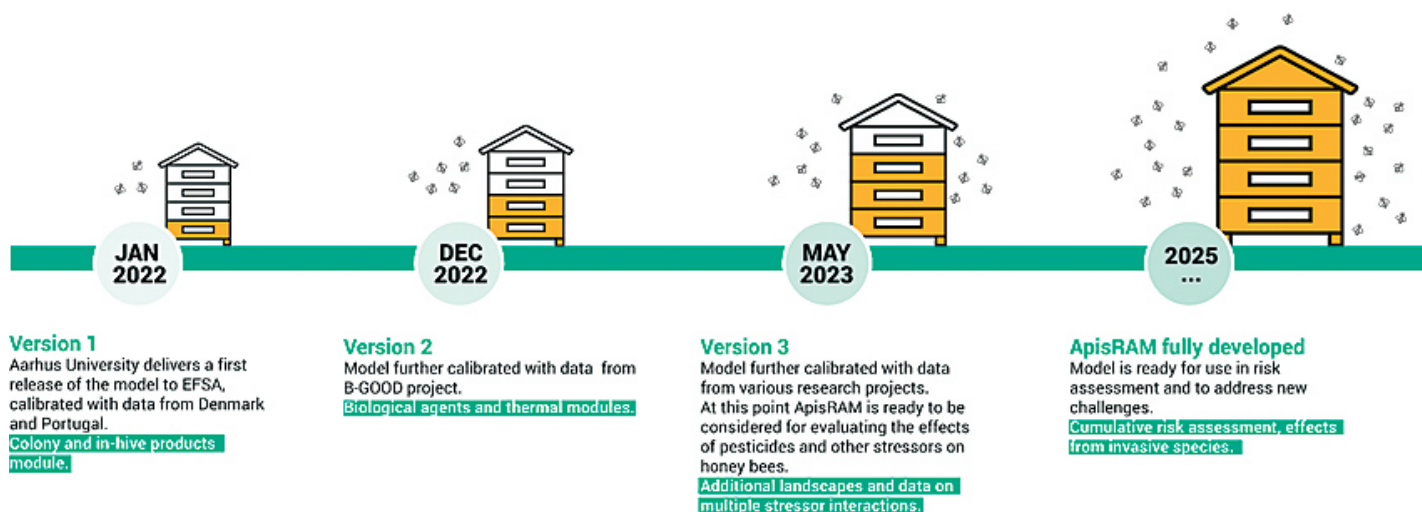 JAN
2022
DEC
2022
MAY
2023
2025
...
Version 1
Aarhus University delivers a first
release of the model to EFSA,
calibrated with data from Denmark
and Portugal.
Colony and in-hive products
module.
Version 2
Model further calibrated with data from
B-GOOD project.
Biological agents and thermal modules.
Version 3
Model further calibrated with data
from various research projects.
At this point ApisRAM is ready to be
considered for evaluating the effects
of pesticides and other stressors on
honey bees.
Additional landscapes and data on
multiple stressor interactions.
ApisRAM fully developed
Model is ready for use in risk
assessment and to address new
challenges.
Cumulative risk assessment, effects
from invasive species.